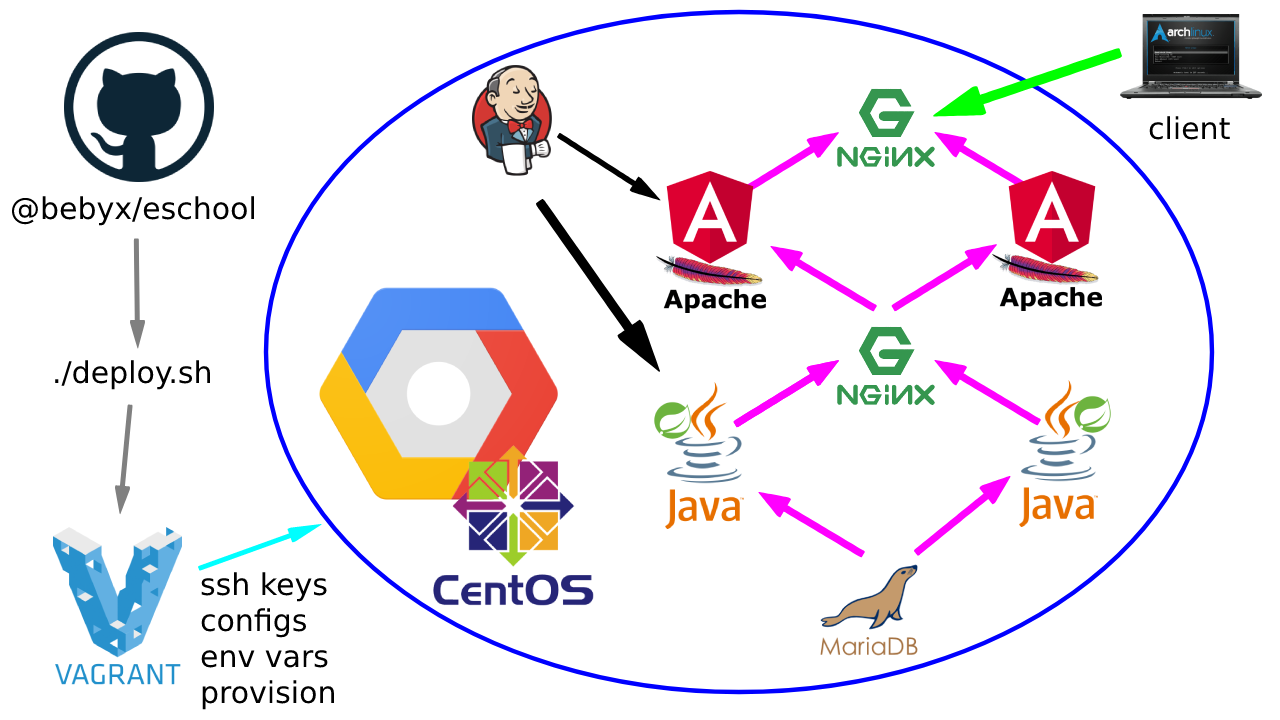 @bebyx/eschool
./deploy.sh
VAGRANT
ssh keys
configs
env vars
provision
CentOS
NGiNX
Apache
Apache
NGiNX
Java
Java
MariaDB
archlinux
client